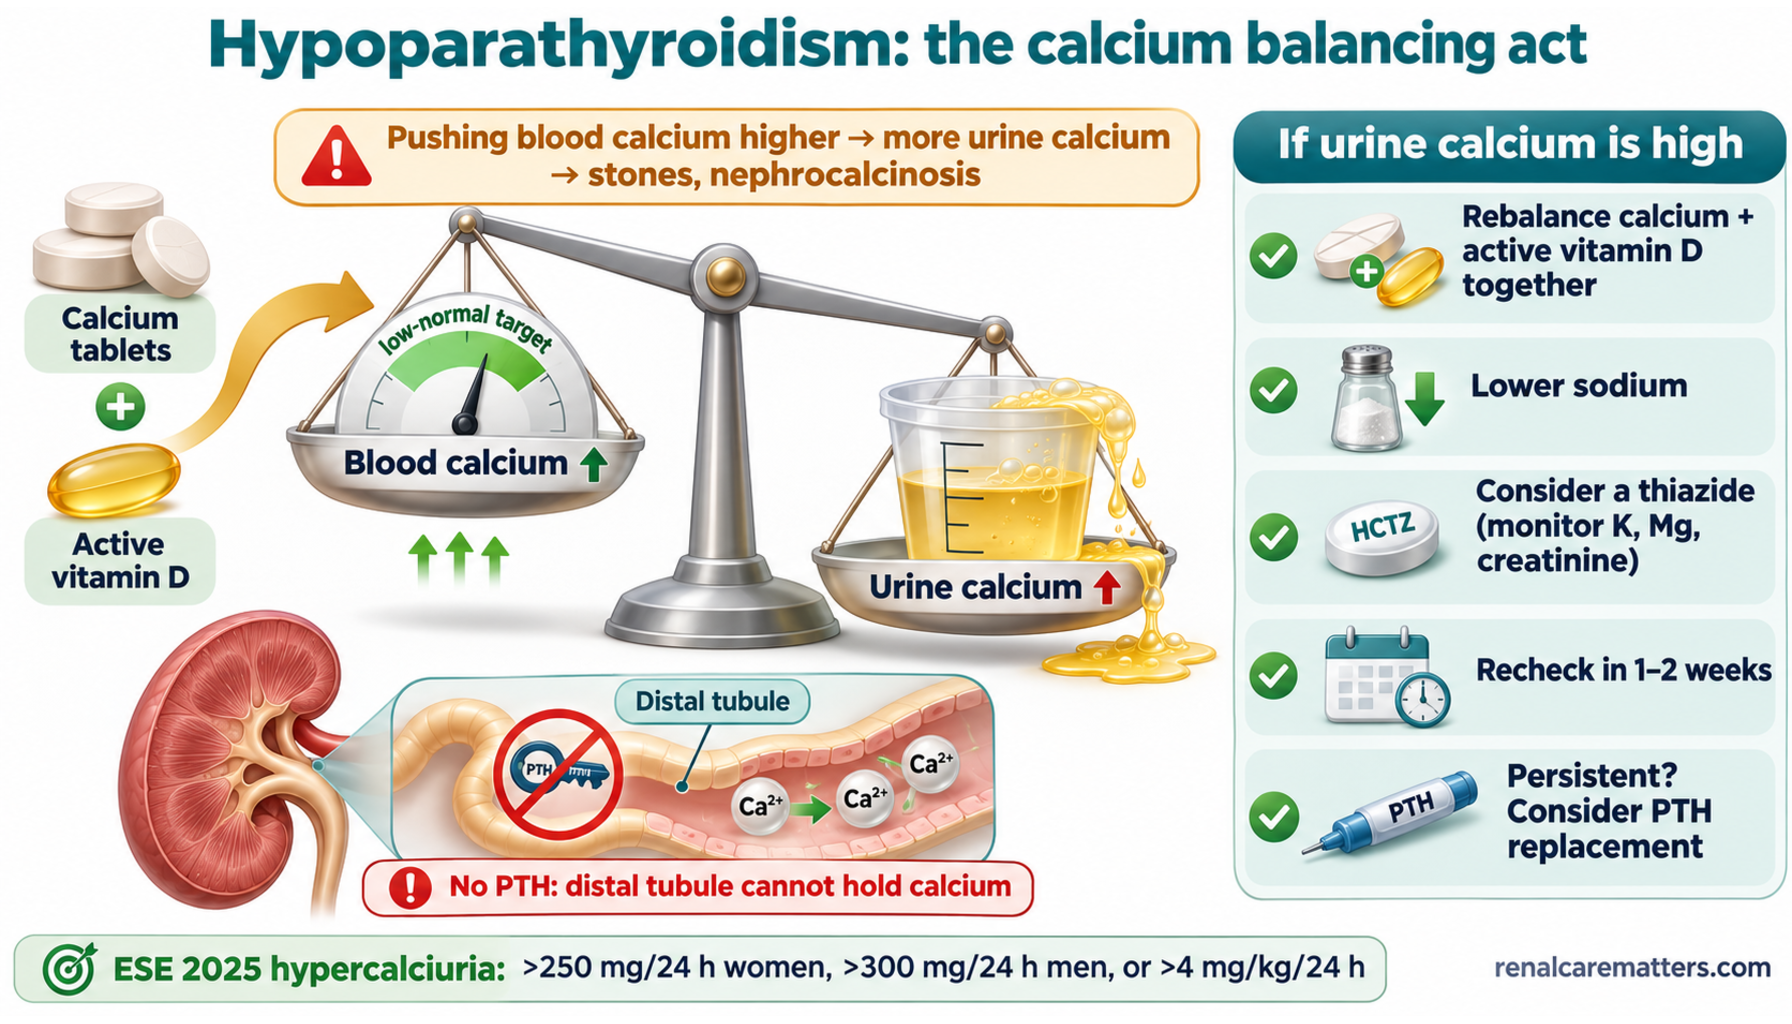 Hypoparathyroidism: the calcium balancing act
Pushing blood calcium higher → more urine calcium
→ stones, nephrocalcinosis
Calcium
tablets
Active
vitamin D
low-normal target
Blood calcium
Urine calcium
Distal tubule
PTH
Ca²⁺
Ca²⁺
Ca²⁺
No PTH: distal tubule cannot hold calcium
If urine calcium is high
Rebalance calcium +
active vitamin D
together
Lower sodium
HCTZ
Consider a thiazide
(monitor K, Mg,
creatinine)
Recheck in 1–2 weeks
PTH
Persistent?
Consider PTH
replacement
ESE 2025 hypercalciuria: >250 mg/24 h women, >300 mg/24 h men, or >4 mg/kg/24 h
renalcarematters.com